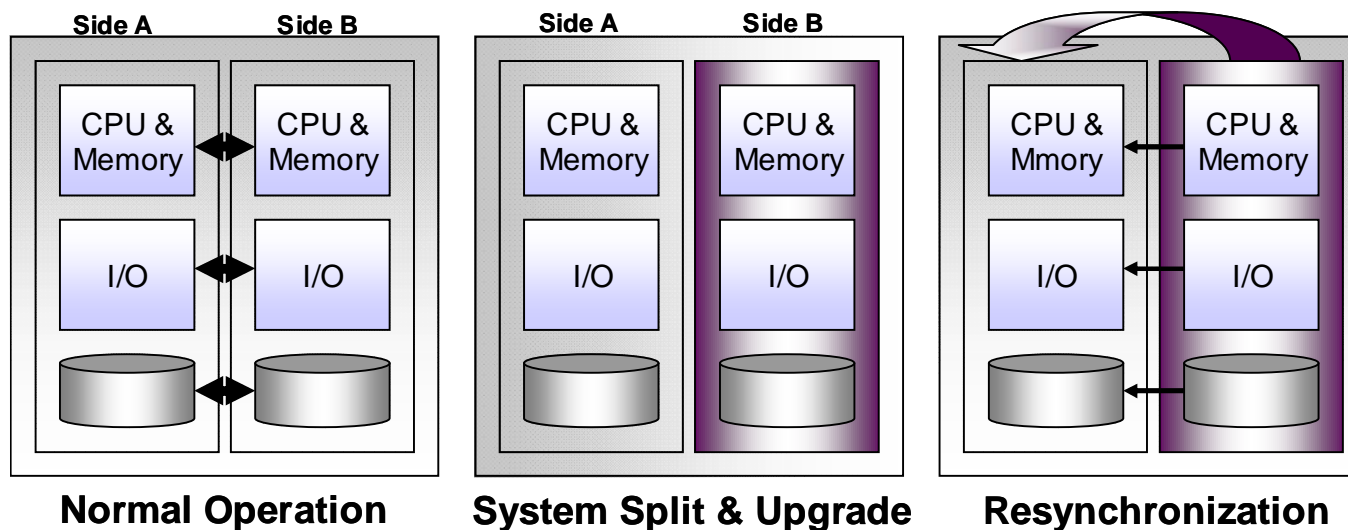 Side A
Side B
CPU &
Memory
CPU &
Memory
I/O
I/O
Normal Operation
Side A
Side B
CPU &
Memory
CPU &
Memory
I/O
I/O
System Split & Upgrade
CPU &
Mmory
CPU &
Memory
I/O
I/O
Resynchronization